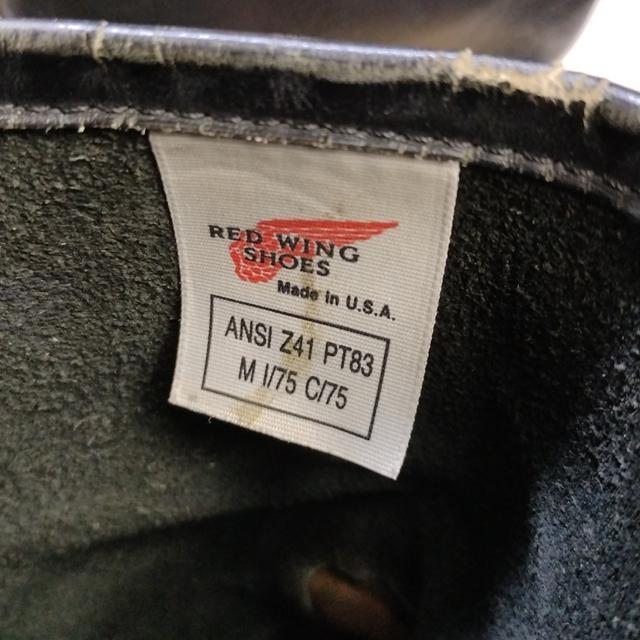 RED WING
SHOES
Made in U.S.A.
ANSI Z41 PT83
M I/75 C/75